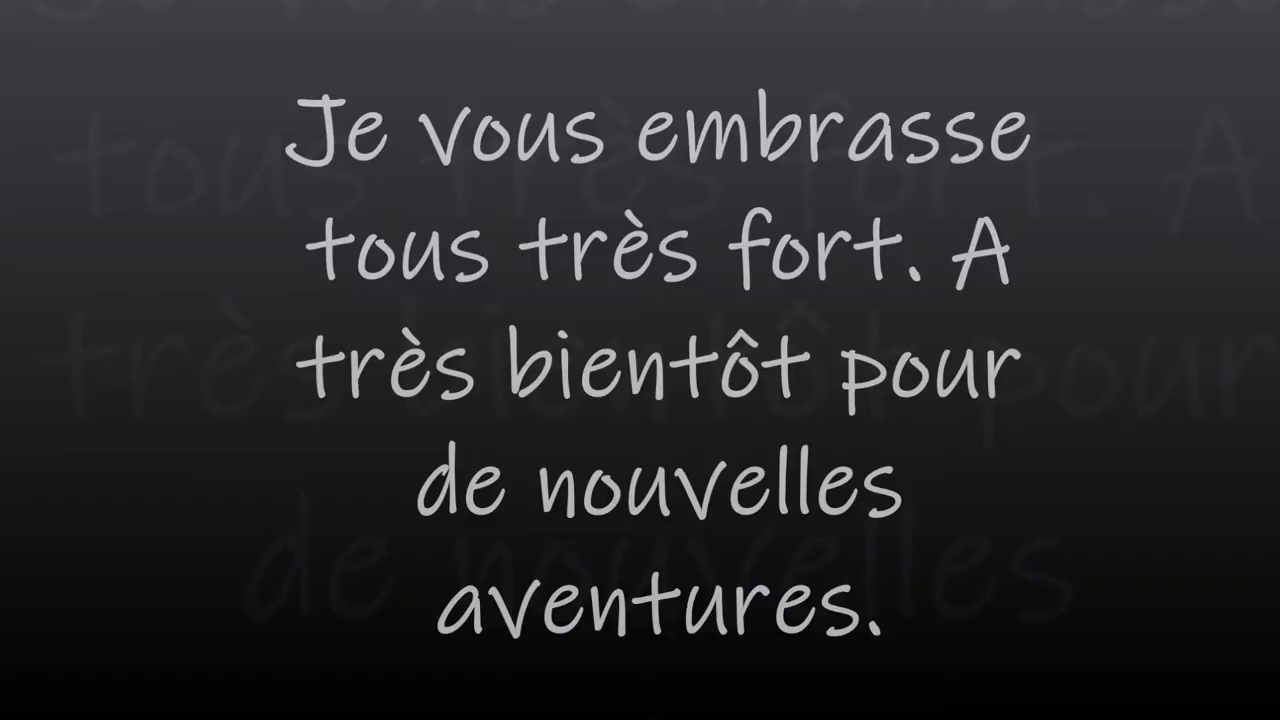 Je vous embrasse
tous très fort. A
très bientôt pour
de nouvelles
aventures.